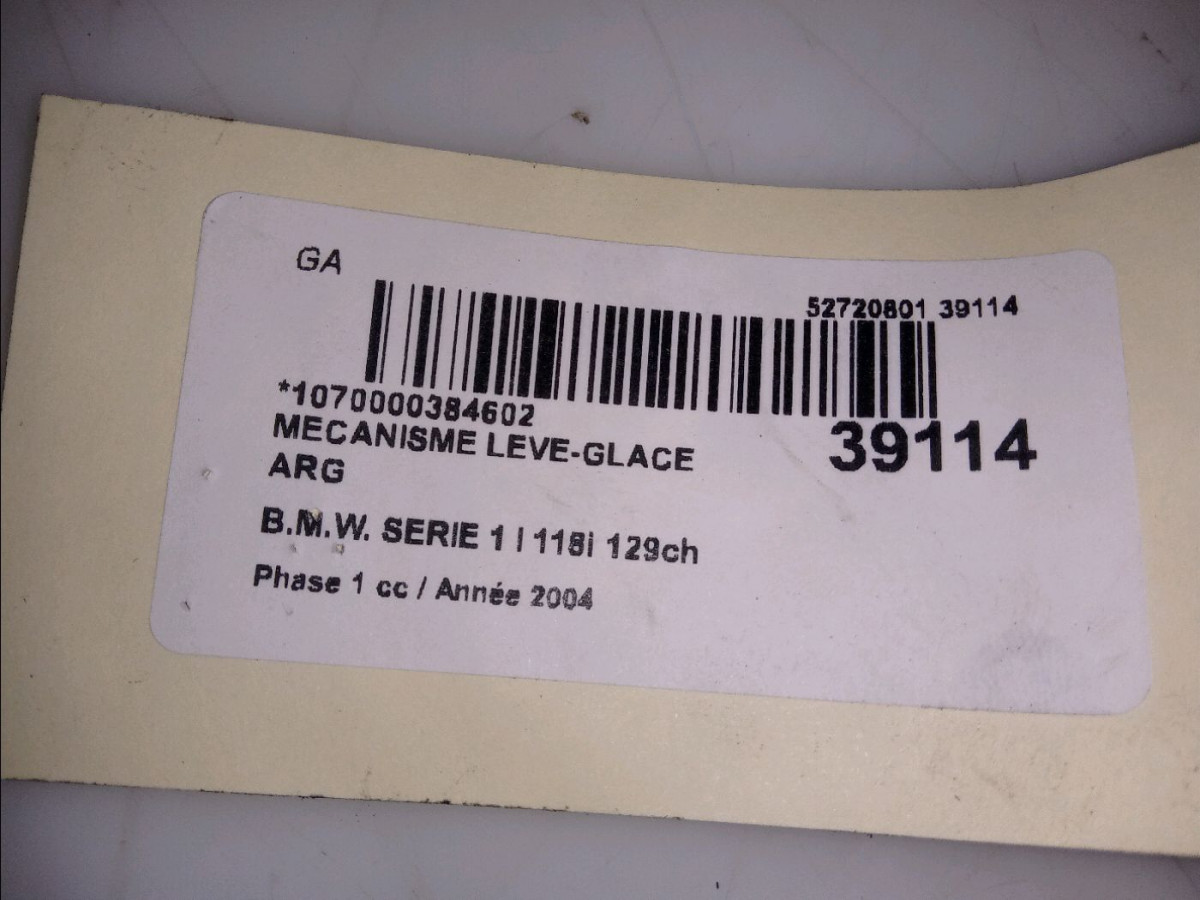 GA
52720801 39114
*1070000384602
39114
MECANISME LEVE-GLACE
ARG
B.M.W. SERIE 1 I 118i 129ch
Phase 1 cc / Année 2004